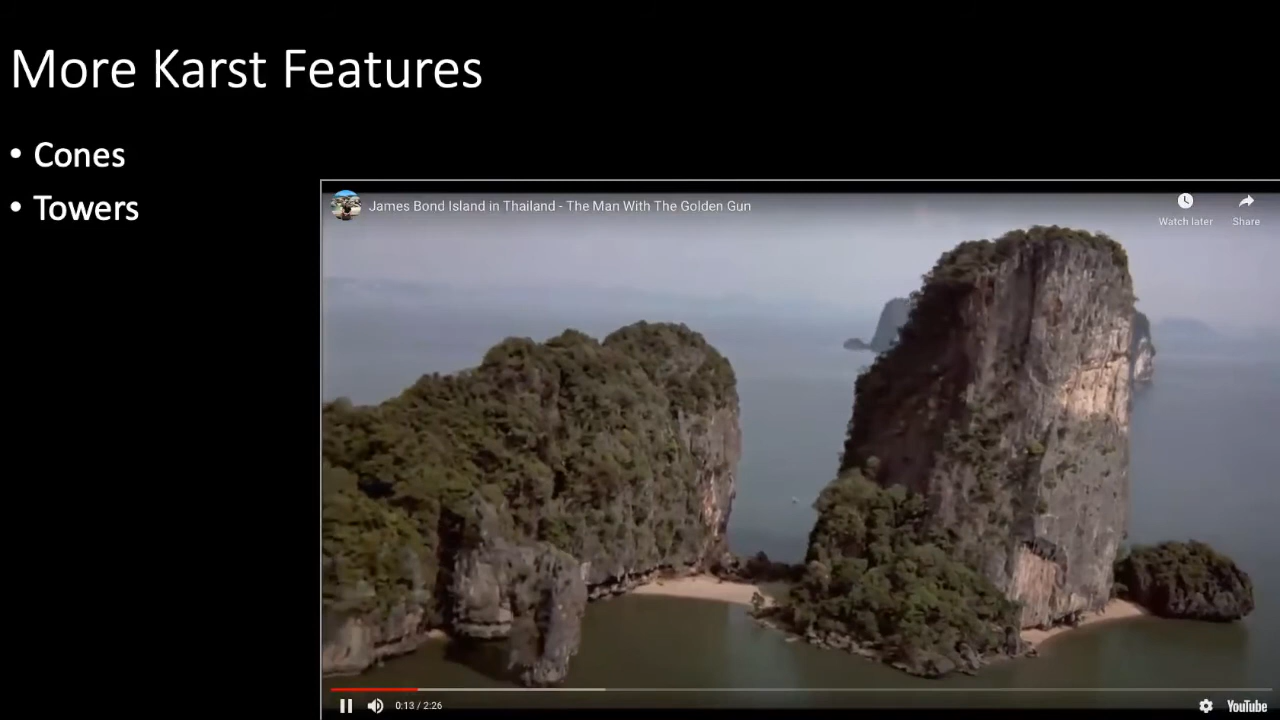 More Karst Features
• Cones
• Towers
James Bond Island in Thailand - The Man With The Golden Gun
Watch later
Share
0:13 / 2:26
YouTube